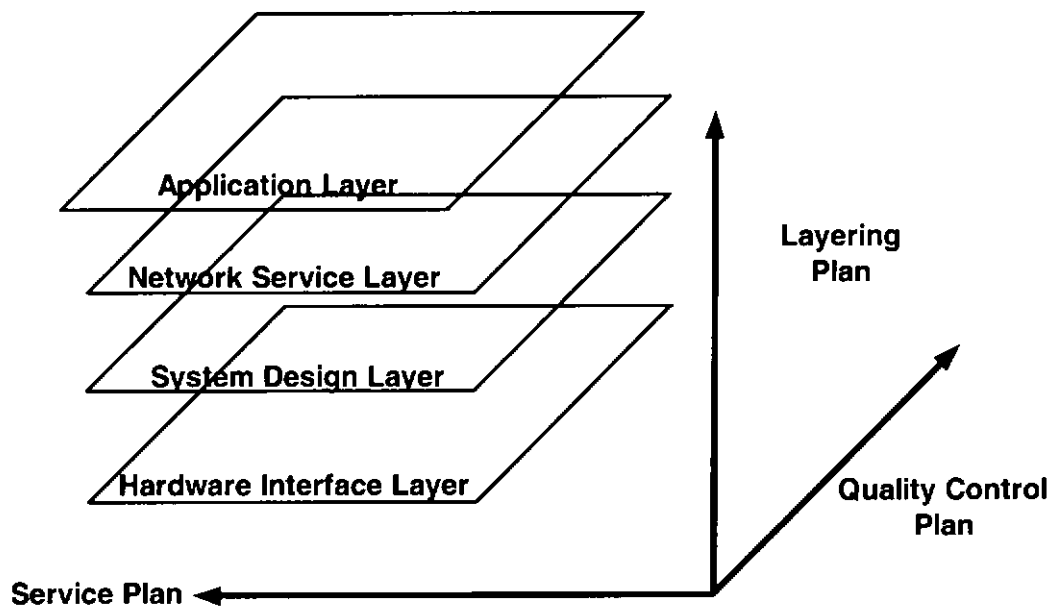 Application Layer
Network Service Layer
System Design Layer
Hardware Interface Layer
Layering
Plan
Quality Control
Plan
Service Plan